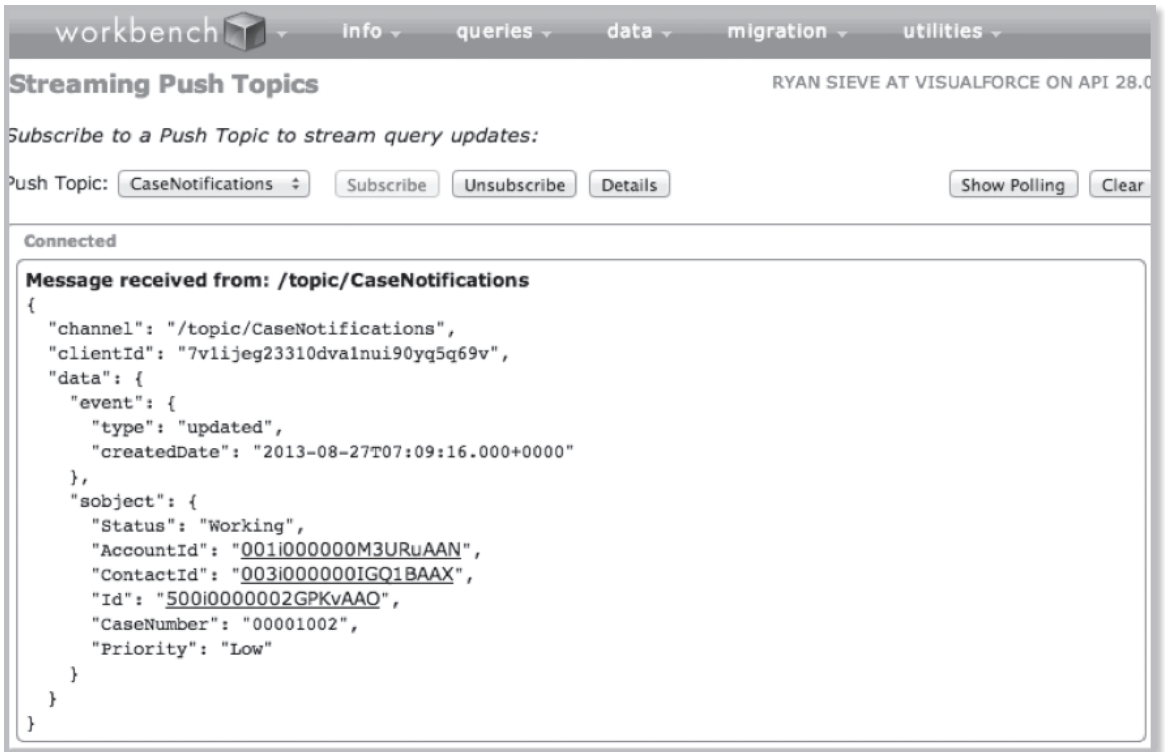 workbench info queries data migration utilities
Streaming Push Topics RYAN SIEVE AT VISUALFORCE ON API 28.0
Subscribe to a Push Topic to stream query updates:
Push Topic: CaseNotifications Subscribe Unsubscribe Details Show Polling Clear
Connected
Message received from: /topic/CaseNotifications
{
"channel": "/topic/CaseNotifications",
"clientId": "7v1ijeg23310dva1nui90yq5q69v",
"data": {
"event": {
"type": "updated",
"createdDate": "2013-08-27T07:09:16.000+0000"
},
"sobject": {
"Status": "Working",
"AccountId": "001i000000M3URuAAN",
"ContactId": "003i000000IGQ1BAAX",
"Id": "500i0000002GPKvAAO",
"CaseNumber": "00001002",
"Priority": "Low"
}
}
}